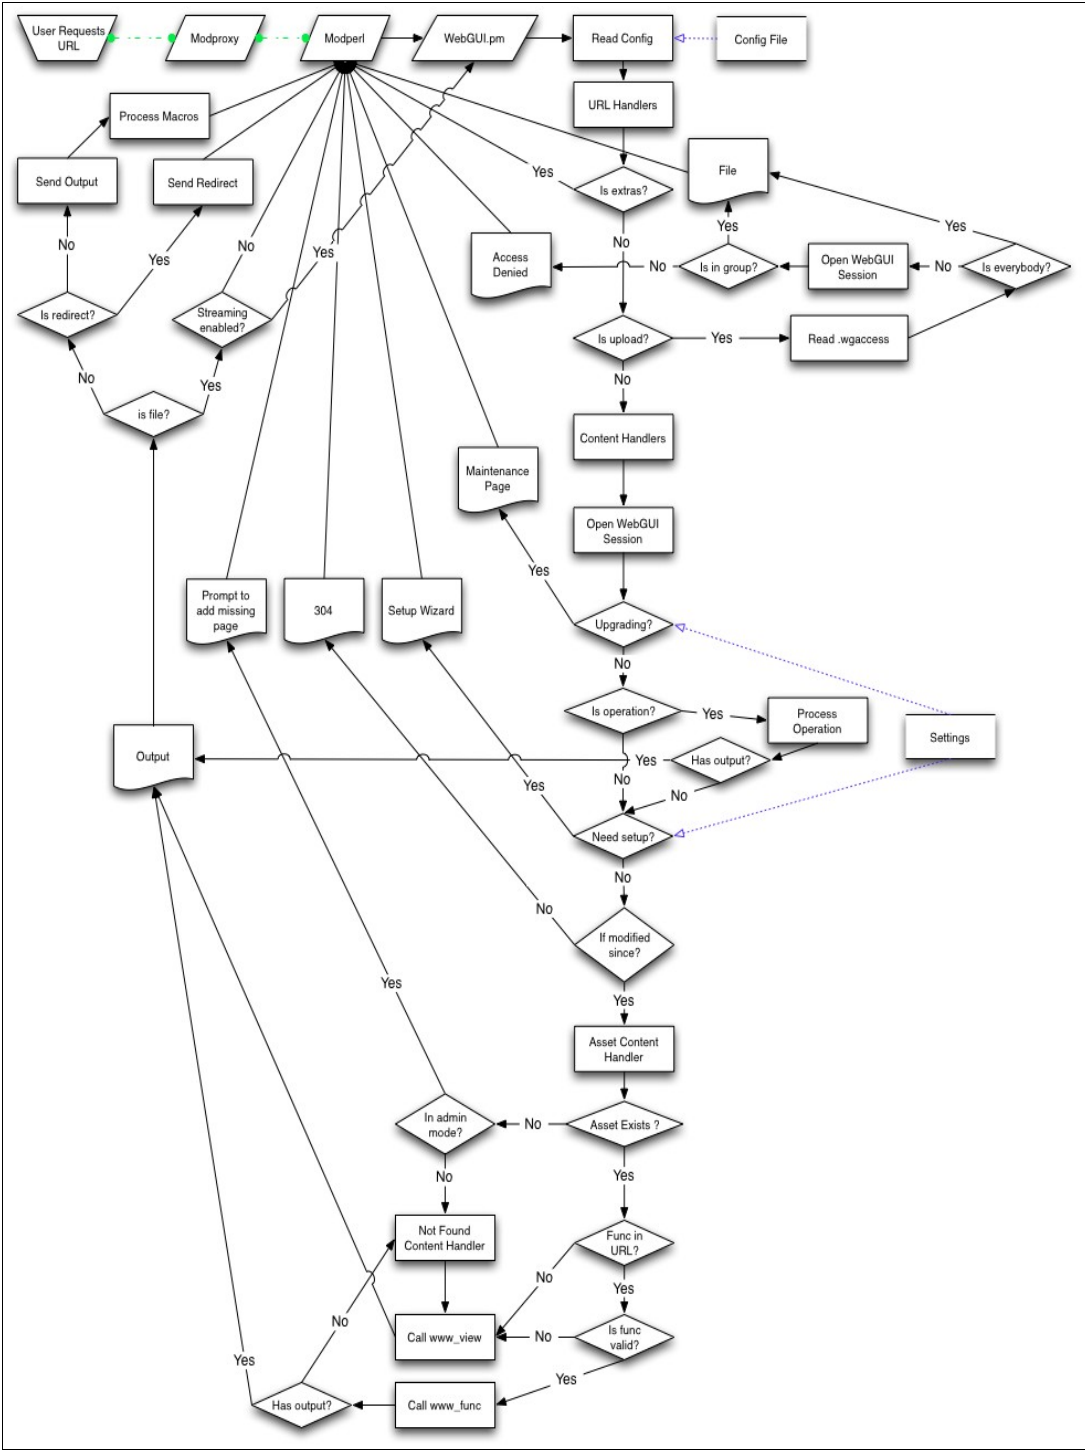 User Requests
URL
Modproxy
Modperl
WebGUI.pm
Read Config
Config File
Process Macros
URL Handlers
Send Output
Send Redirect
Yes
Is extras?
File
No
Yes
No
Yes
No
Yes
Access
Denied
No
Is in group?
Open WebGUI
Session
No
Is everybody?
Yes
Is redirect?
Streaming
enabled?
Is upload?
Yes
Read .wgaccess
No
Yes
No
is file?
Content Handlers
Maintenance
Page
Open WebGUI
Session
Yes
Prompt to
add missing
page
304
Setup Wizard
Upgrading?
No
Is operation?
Yes
Process
Operation
Settings
Output
Yes
Has output?
No
Yes
No
Need setup?
No
No
If modified
since?
Yes
Yes
Asset Content
Handler
In admin
mode?
No
Asset Exists ?
No
Yes
Not Found
Content Handler
Func in
URL?
No
Yes
No
Call www_view
No
Is func
valid?
Yes
Yes
Has output?
Call www_func